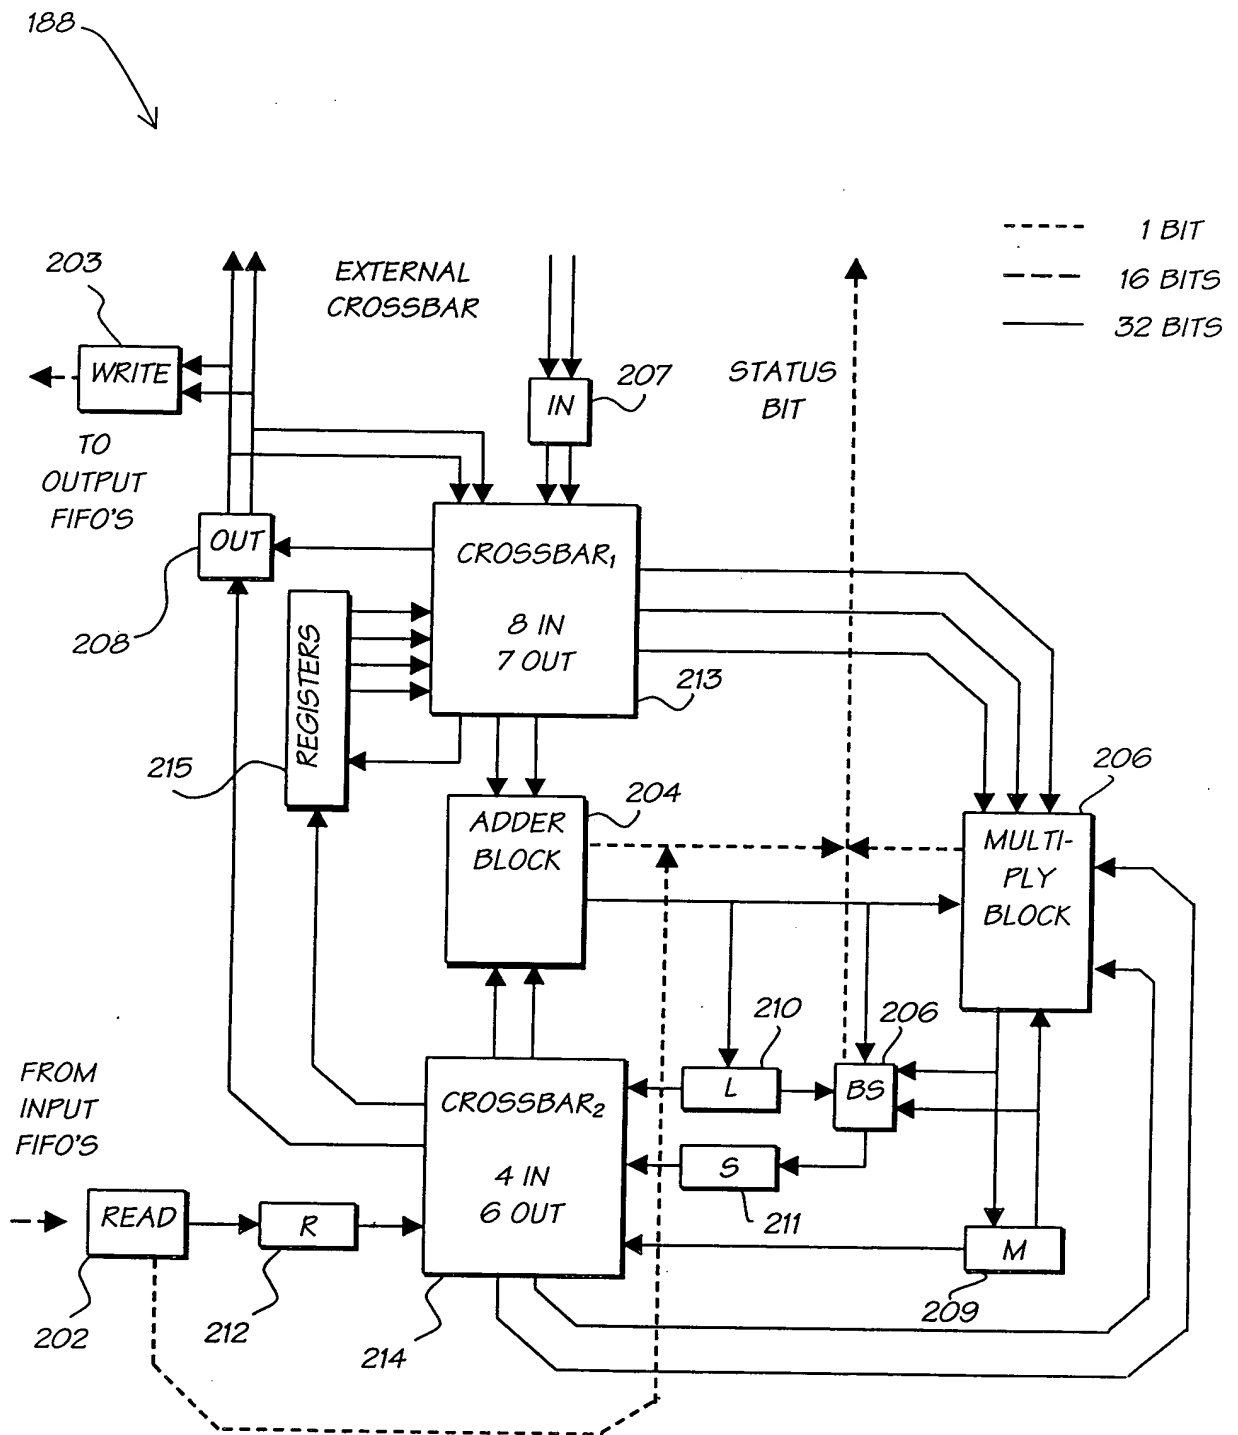 188
1 BIT
16 BITS
32 BITS
203
EXTERNAL
CROSSBAR
WRITE
207
IN
STATUS
BIT
TO
OUTPUT
FIFO'S
OUT
208
CROSSBAR1
8 IN
7 OUT
213
REGISTERS
215
204
ADDER
BLOCK
206
MULTI-
PLY
BLOCK
210
206
L
BS
FROM
INPUT
FIFO'S
CROSSBAR2
4 IN
6 OUT
S
211
READ
R
M
202
212
214
209